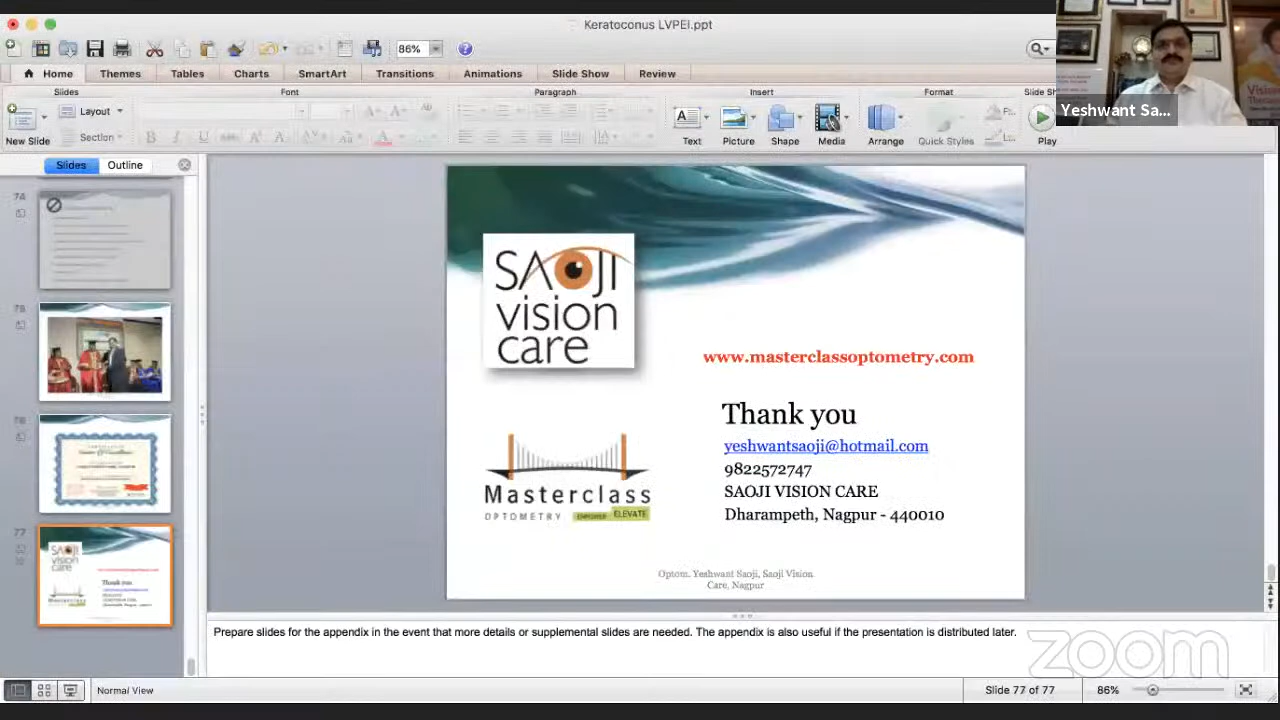 Keratoconus LVPEI.ppt
86%
Home Themes Tables Charts SmartArt Transitions Animations Slide Show Review
Slides Font Paragraph Insert Format Slide Sh
New Slide
Layout
Section
Text Picture Shape Media Arrange Quick Styles Play
Yeshwant Sa...
Slides Outline
74
75
76
77
SAOJI
vision
care
www.masterclassoptometry.com
Thank you
yeshwantsaoji@hotmail.com
9822572747
SAOJI VISION CARE
Dharampeth, Nagpur - 440010
Masterclass
OPTOMETRY EMPOWER ELEVATE
Optom. Yeshwant Saoji, Saoji Vision
Care, Nagpur
Prepare slides for the appendix in the event that more details or supplemental slides are needed. The appendix is also useful if the presentation is distributed later.
zoom
Normal View
Slide 77 of 77
86%